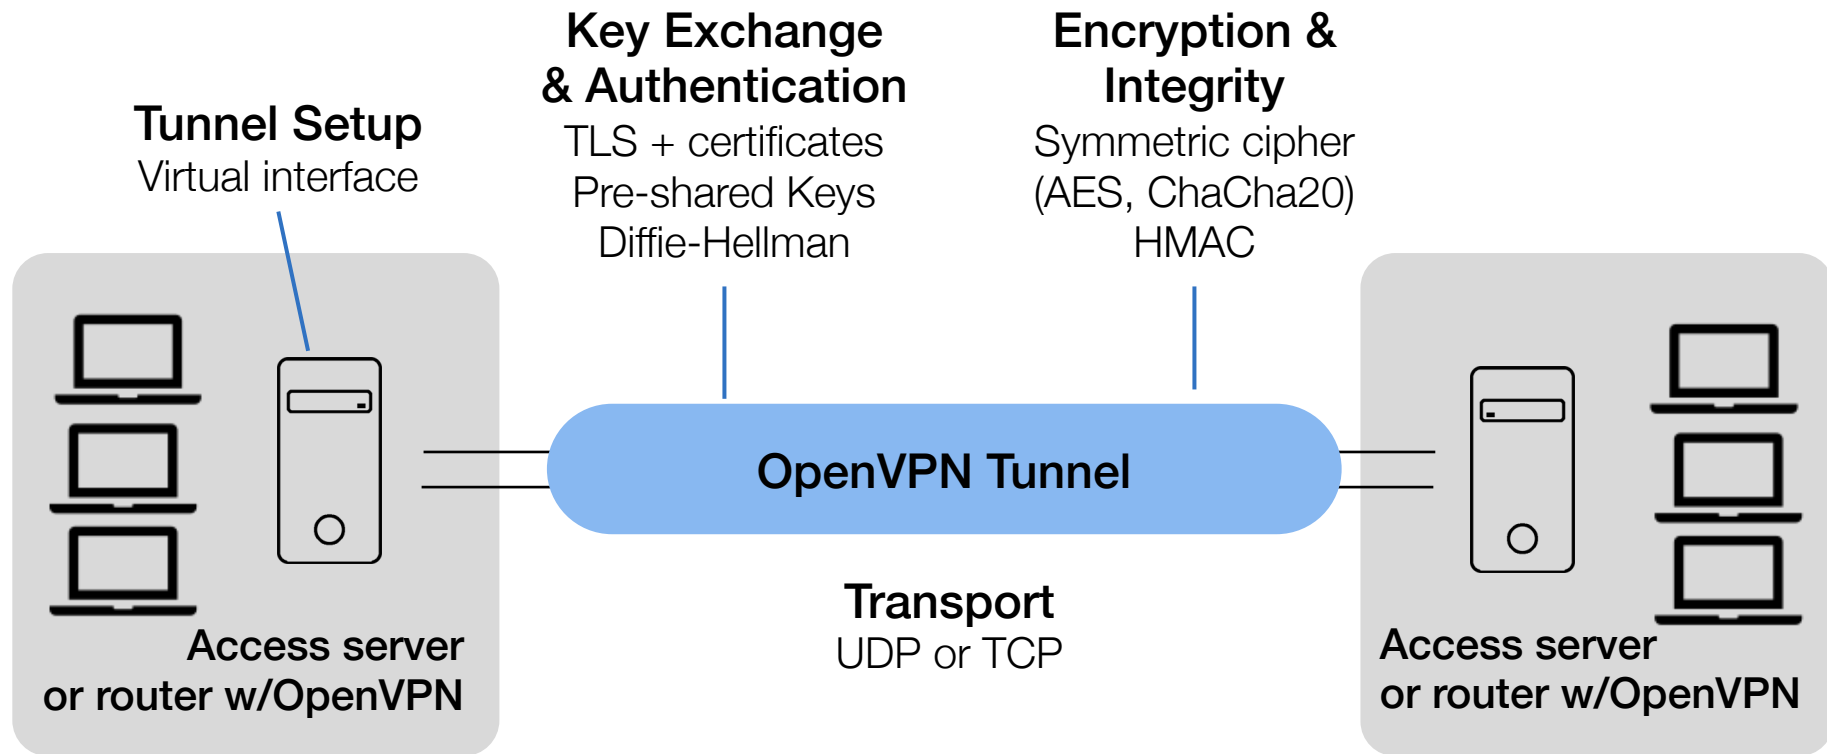 Tunnel Setup
Virtual interface
Key Exchange
& Authentication
TLS + certificates
Pre-shared Keys
Diffie-Hellman
Encryption &
Integrity
Symmetric cipher
(AES, ChaCha20)
HMAC
OpenVPN Tunnel
Transport
UDP or TCP
Access server
or router w/OpenVPN
Access server
or router w/OpenVPN